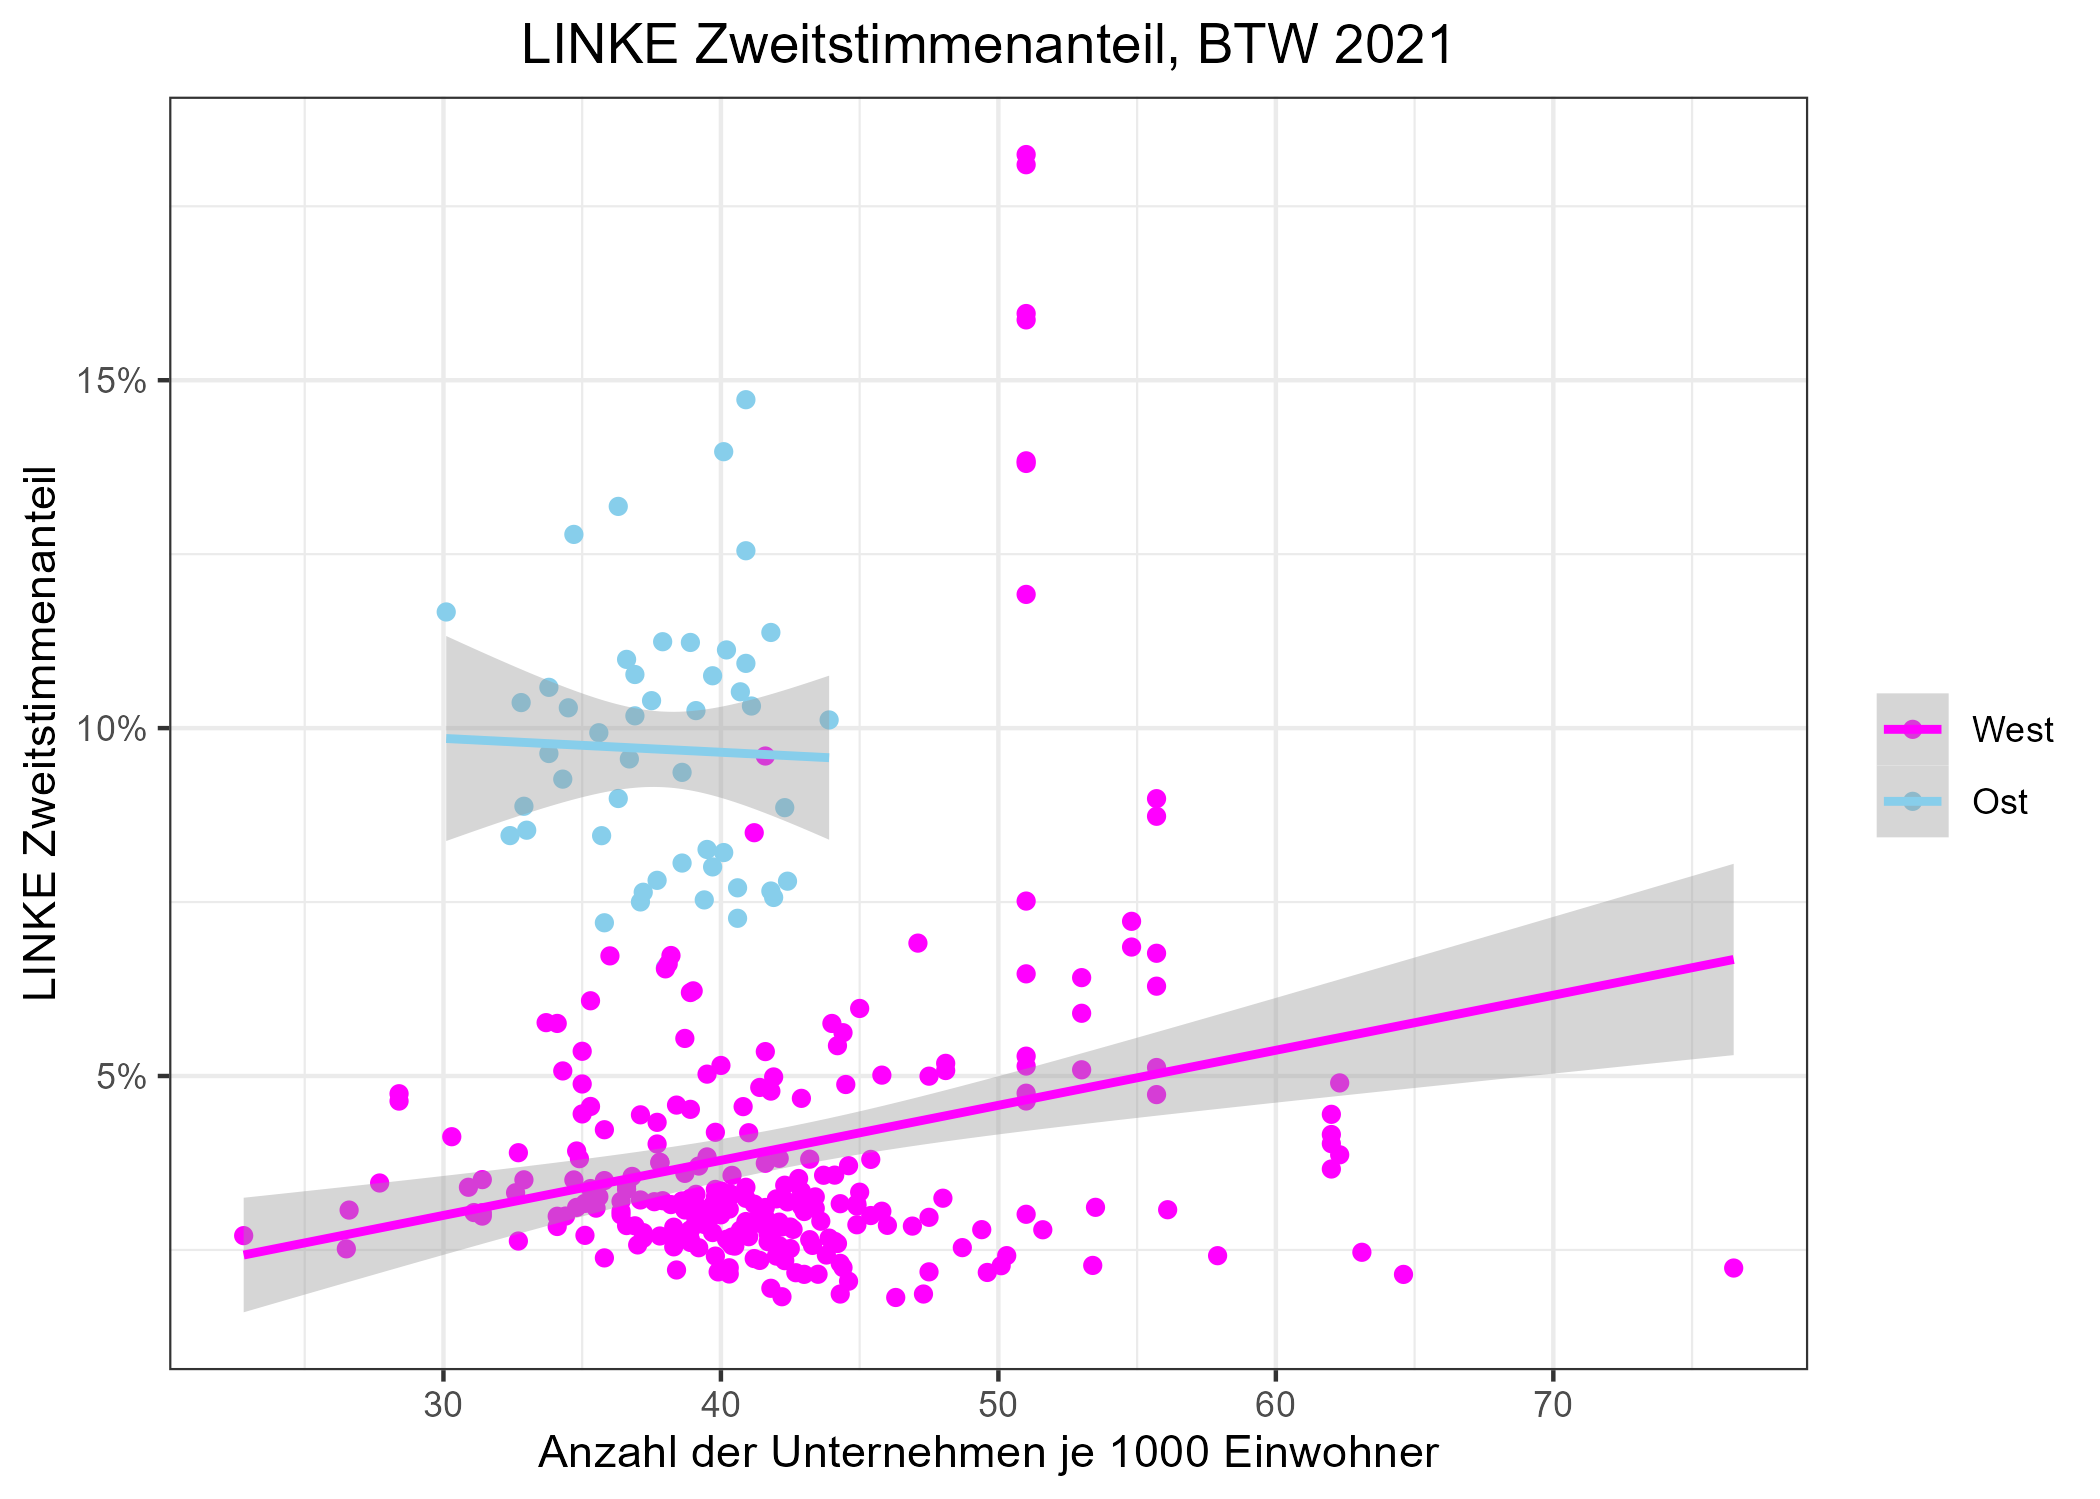 LINKE Zweitstimmenanteil, BTW 2021
LINKE Zweitstimmenanteil
15%
10%
5%
30
40
50
60
70
Anzahl der Unternehmen je 1000 Einwohner
West
Ost